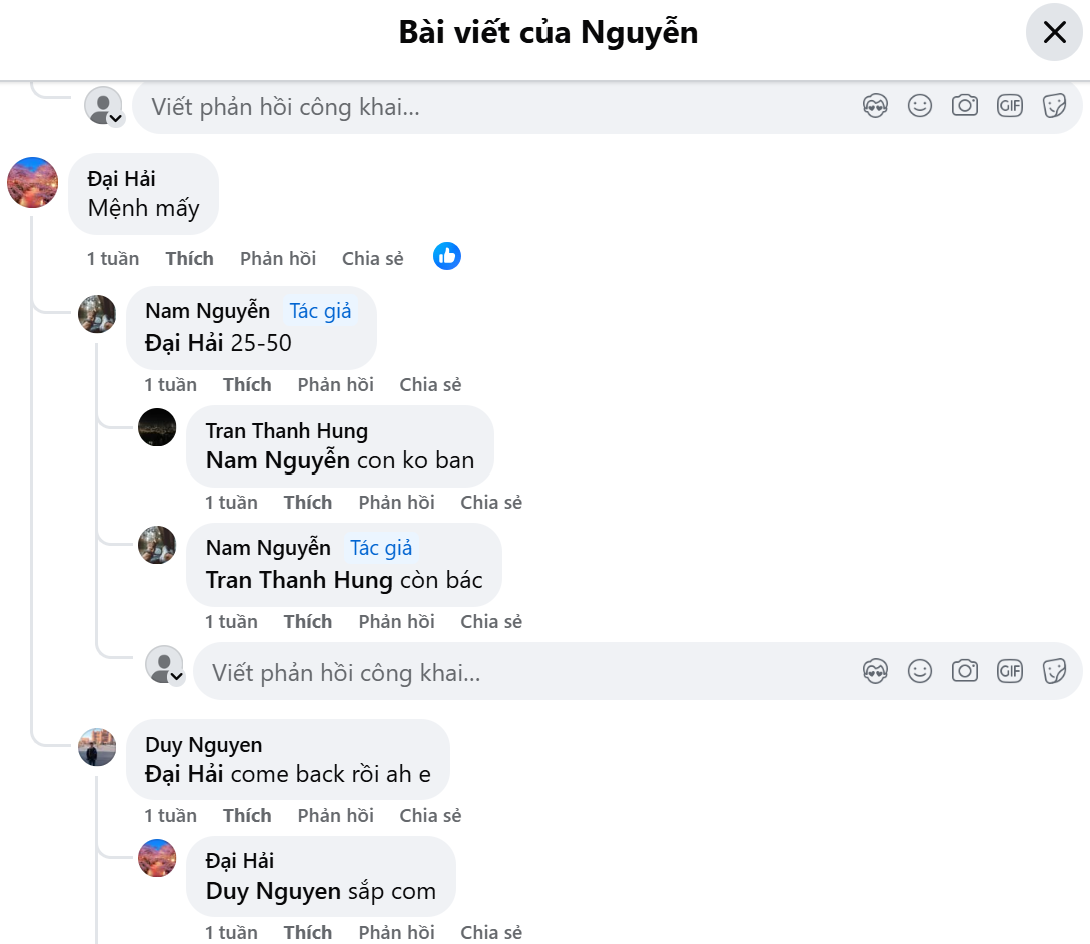 Bài viết của Nguyễn
Viết phản hồi công khai...
Đại Hải
Mệnh mấy
1 tuần Thích Phản hồi Chia sẻ
Nam Nguyễn Tác giả
Đại Hải 25-50
1 tuần Thích Phản hồi Chia sẻ
Tran Thanh Hung
Nam Nguyễn con ko ban
1 tuần Thích Phản hồi Chia sẻ
Nam Nguyễn Tác giả
Tran Thanh Hung còn bác
1 tuần Thích Phản hồi Chia sẻ
Viết phản hồi công khai...
Duy Nguyen
Đại Hải come back rồi ah e
1 tuần Thích Phản hồi Chia sẻ
Đại Hải
Duy Nguyen sắp com
1 tuần Thích Phản hồi Chia sẻ